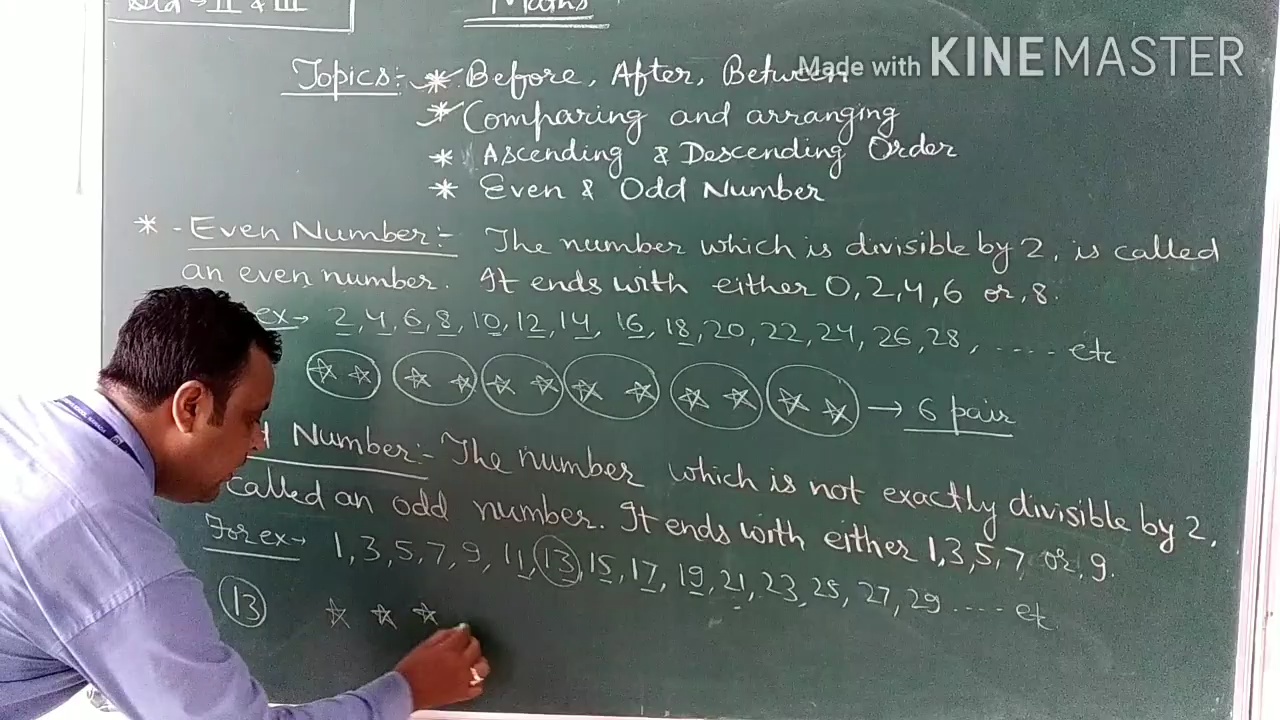 Maths
Made with KINEMASTER
Topics:- * Before, After, Between
* Comparing and arranging
* Ascending & Descending Order
* Even & Odd Number
* - Even Number:- The number which is divisible by 2, is called
an even number. It ends with either 0, 2, 4, 6 or, 8.
ex → 2, 4, 6, 8, 10, 12, 14, 16, 18, 20, 22, 24, 26, 28, .... etc
→ 6 pair
Number:- The number which is not exactly divisible by 2,
called an odd number. It ends with either 1, 3, 5, 7, or, 9.
For ex → 1, 3, 5, 7, 9, 11, 13, 15, 17, 19, 21, 23, 25, 27, 29 ..... etc
13